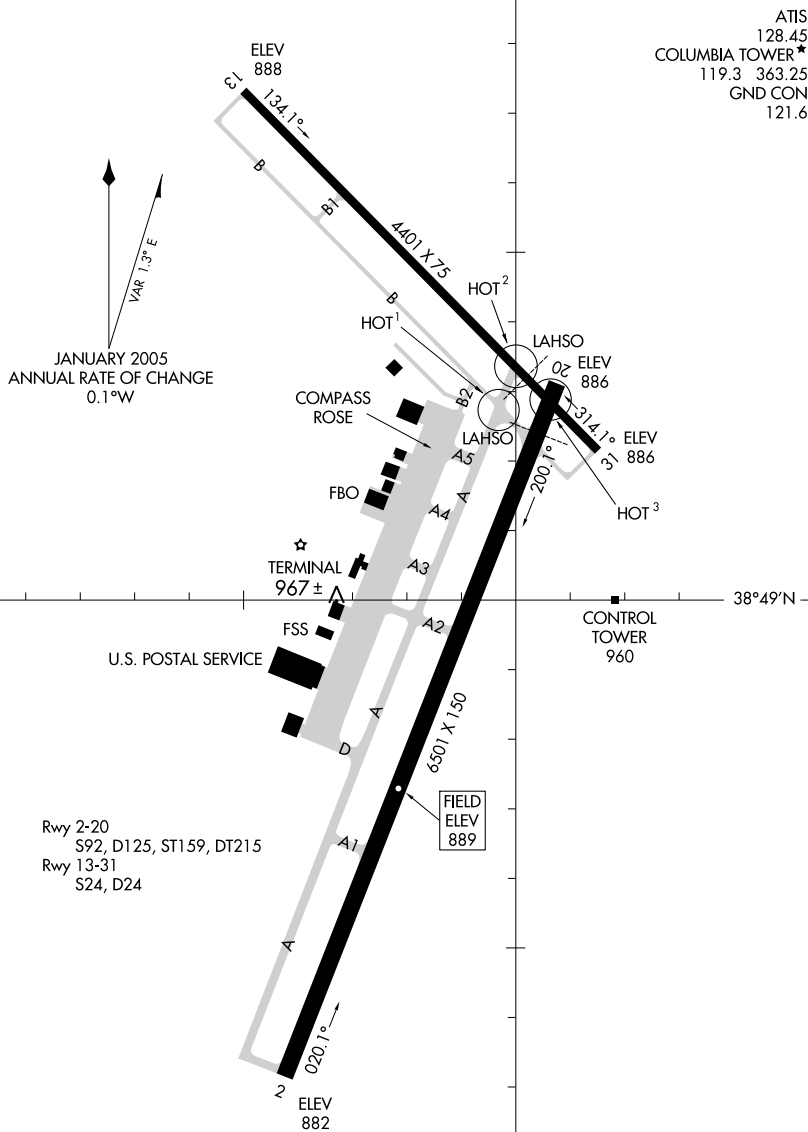 ATIS
128.45
COLUMBIA TOWER★
119.3 363.25
GND CON
121.6
ELEV
888
13
134.1°
B
B1
4401 X 75
VAR 1.3° E
B
HOT²
HOT¹
LAHSO
JANUARY 2005
ANNUAL RATE OF CHANGE
0.1°W
20
ELEV
886
COMPASS
ROSE
B2
314.1°
LAHSO
ELEV
886
31
A5
200.1°
FBO
A
A4
HOT ³
TERMINAL
967 ±
A3
38°49'N
FSS
A2
CONTROL
TOWER
960
U.S. POSTAL SERVICE
A
6501 X 150
D
FIELD
ELEV
889
Rwy 2-20
S92, D125, ST159, DT215
Rwy 13-31
S24, D24
A1
A
020.1°
2
ELEV
882